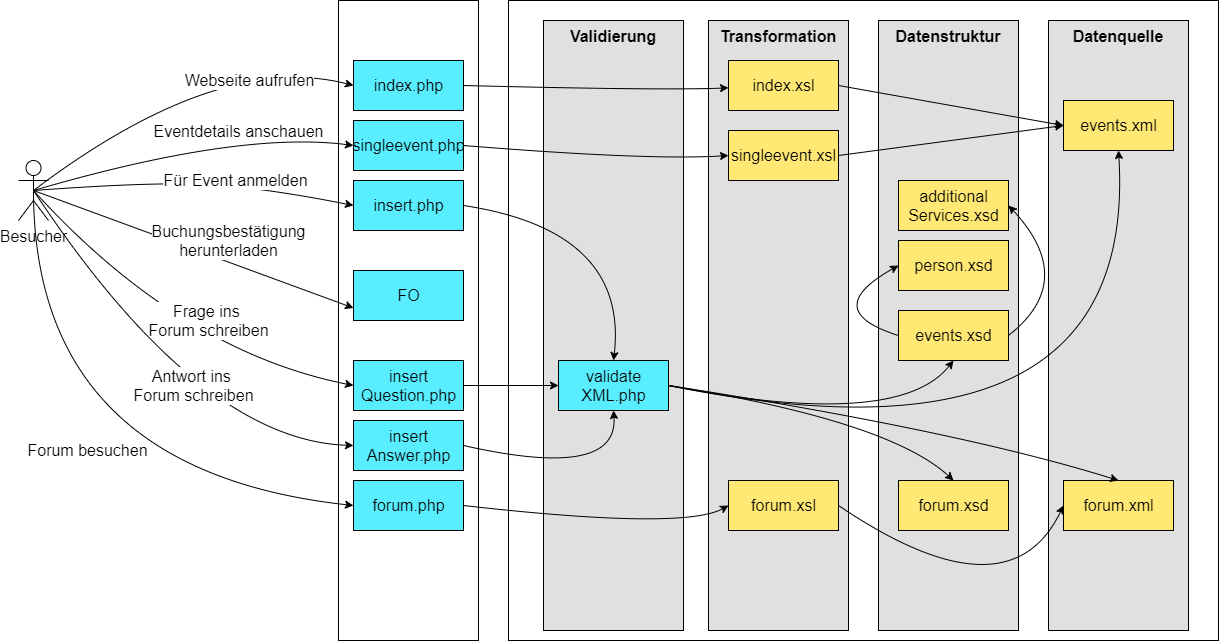 Validierung
Transformation
Datenstruktur
Datenquelle
Webseite aufrufen
Eventdetails anschauen
Für Event anmelden
Buchungsbestätigung
herunterladen
Besucher
Frage ins
Forum schreiben
Antwort ins
Forum schreiben
Forum besuchen
index.php
singleevent.php
insert.php
FO
insert
Question.php
insert
Answer.php
forum.php
validate
XML.php
index.xsl
singleevent.xsl
forum.xsl
additional
Services.xsd
person.xsd
events.xsd
forum.xsd
events.xml
forum.xml